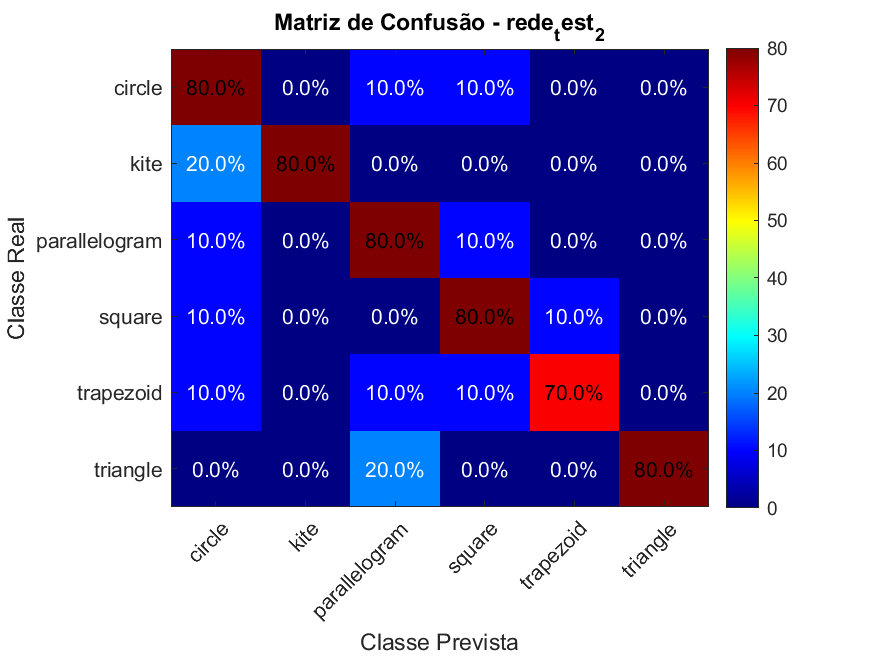 Matriz de Confusão - rede_test_2
circle 80.0% 0.0% 10.0% 10.0% 0.0% 0.0%
kite 20.0% 80.0% 0.0% 0.0% 0.0% 0.0%
parallelogram 10.0% 0.0% 80.0% 10.0% 0.0% 0.0%
square 10.0% 0.0% 0.0% 80.0% 10.0% 0.0%
trapezoid 10.0% 0.0% 10.0% 10.0% 70.0% 0.0%
triangle 0.0% 0.0% 20.0% 0.0% 0.0% 80.0%
circle kite parallelogram square trapezoid triangle
Classe Prevista
Classe Real
80
70
60
50
40
30
20
10
0